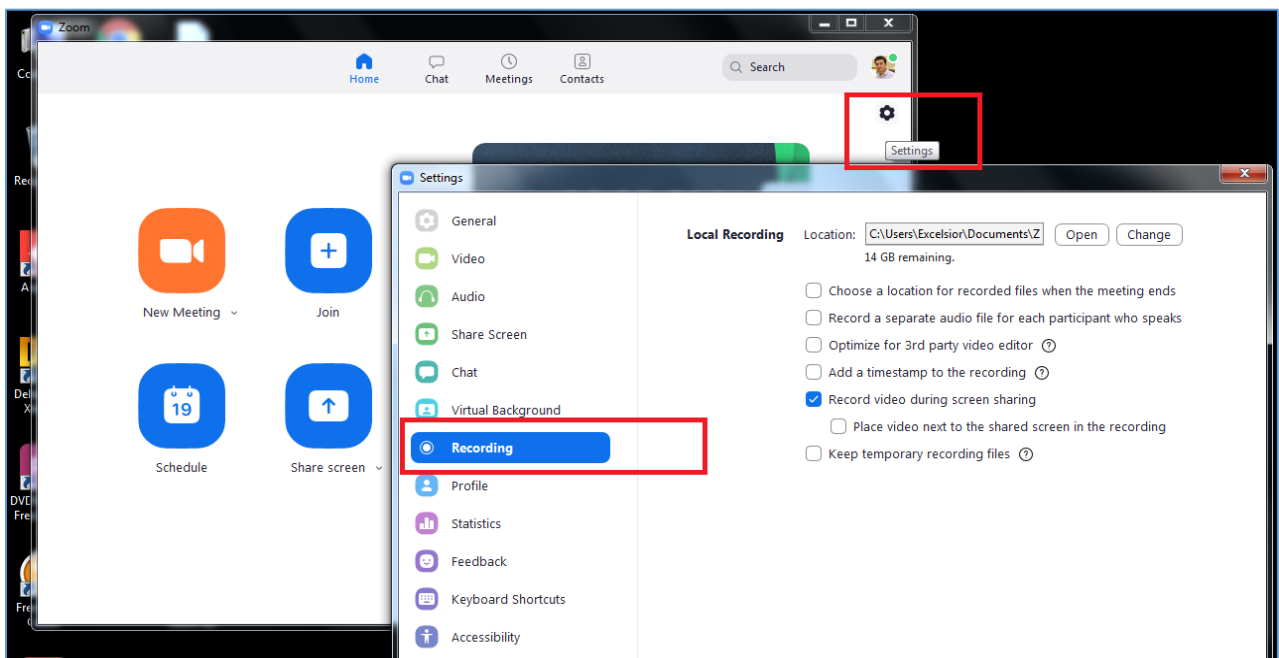 Zoom
Home
Chat
Meetings
Contacts
Search
Settings
New Meeting
Join
19
Schedule
Share screen
Settings
General
Video
Audio
Share Screen
Chat
Virtual Background
Recording
Profile
Statistics
Feedback
Keyboard Shortcuts
Accessibility
Local Recording Location: C:\Users\Excelsior\Documents\Z Open Change
14 GB remaining.
Choose a location for recorded files when the meeting ends
Record a separate audio file for each participant who speaks
Optimize for 3rd party video editor ?
Add a timestamp to the recording ?
Record video during screen sharing
Place video next to the shared screen in the recording
Keep temporary recording files ?